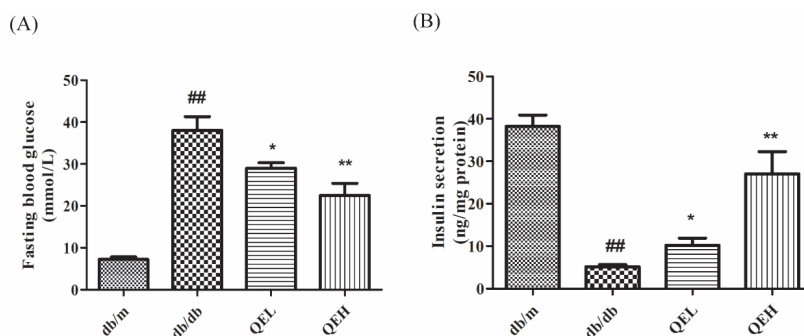 (A)
Fasting blood glucose
(mmol/L)
50
40
30
20
10
0
##
*
**
db/m
db/db
QEL
QEH
(B)
Insulin secretion
(ng/mg protein)
50
40
30
20
10
0
##
*
**
db/m
db/db
QEL
QEH